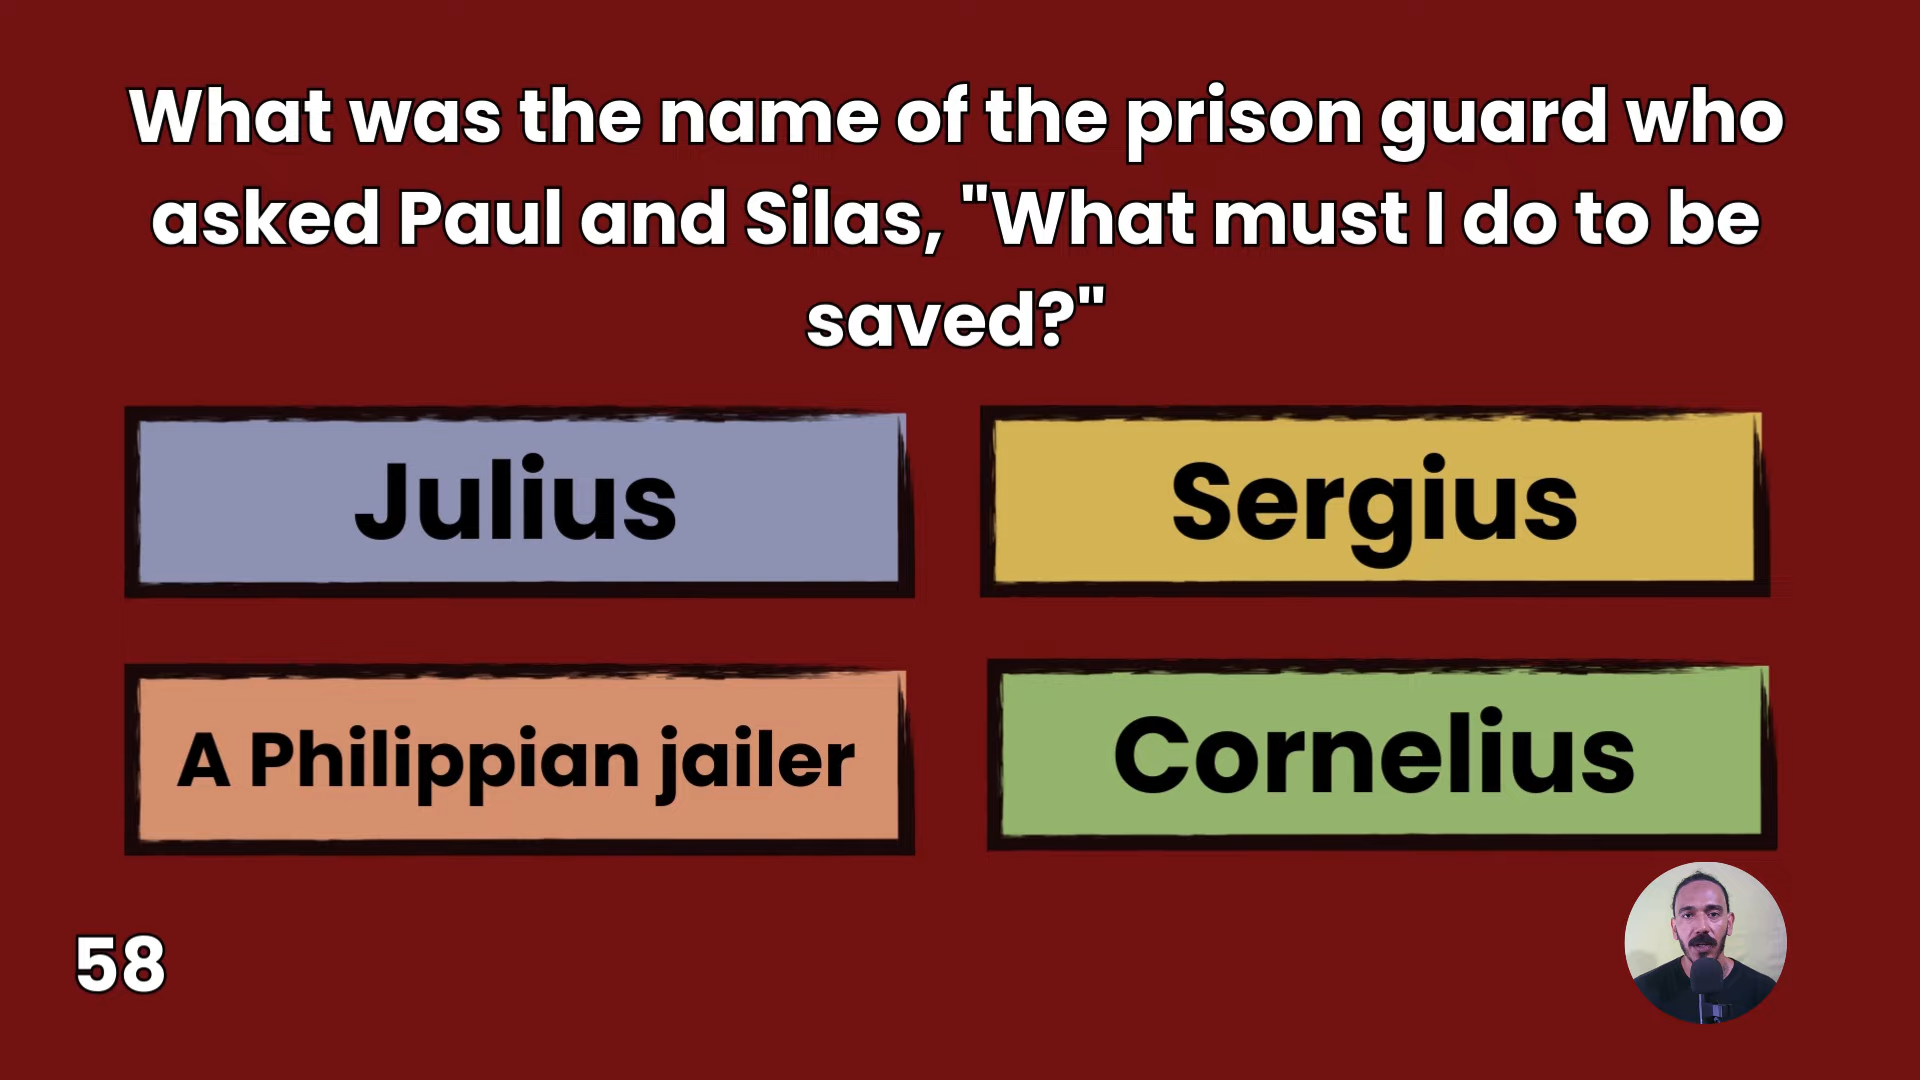 What was the name of the prison guard who
asked Paul and Silas, "What must I do to be
saved?"
Julius
Sergius
A Philippian jailer
Cornelius
58